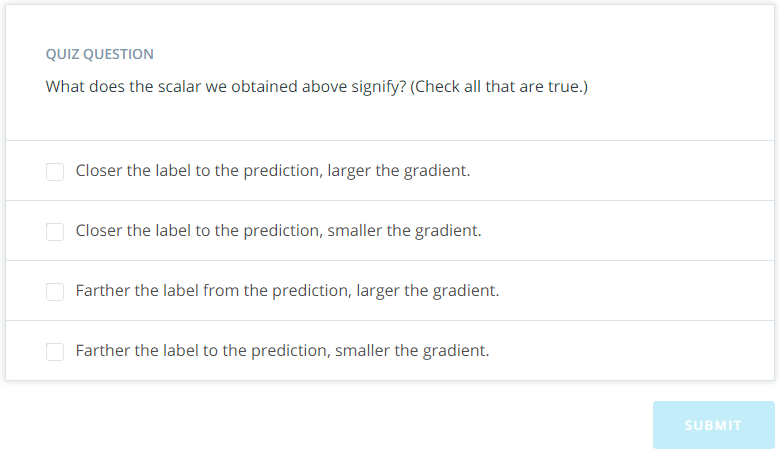 QUIZ QUESTION
What does the scalar we obtained above signify? (Check all that are true.)
Closer the label to the prediction, larger the gradient.
Closer the label to the prediction, smaller the gradient.
Farther the label from the prediction, larger the gradient.
Farther the label to the prediction, smaller the gradient.
SUBMIT